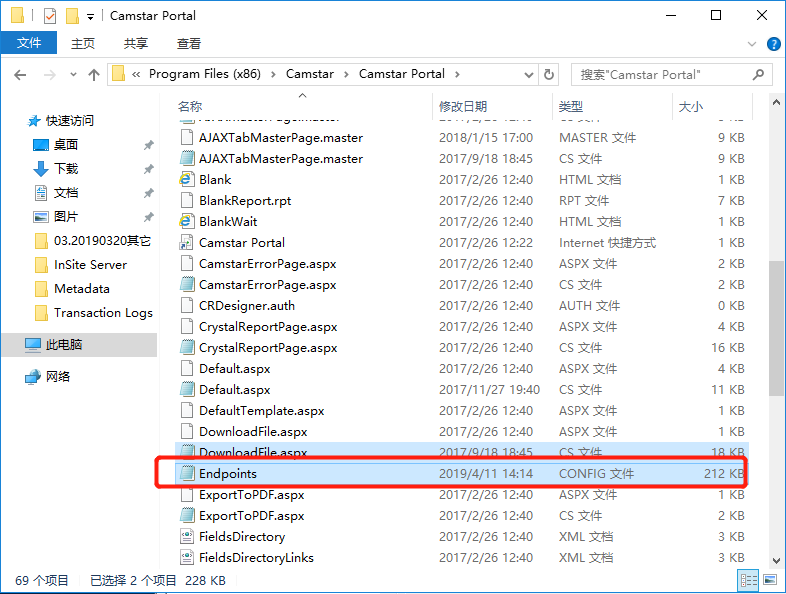 Camstar Portal
文件 主页 共享 查看
« Program Files (x86) › Camstar › Camstar Portal ›
搜索"Camstar Portal"
快速访问
桌面
下载
文档
图片
03.20190320其它
InSite Server
Metadata
Transaction Logs
此电脑
网络
名称 修改日期 类型 大小
AJAXTabMasterPage.master 2018/1/15 17:00 MASTER 文件 9 KB
AJAXTabMasterPage.master 2017/9/18 18:45 CS 文件 9 KB
Blank 2017/2/26 12:40 HTML 文档 1 KB
BlankReport.rpt 2017/2/26 12:40 RPT 文件 7 KB
BlankWait 2017/2/26 12:40 HTML 文档 1 KB
Camstar Portal 2017/2/26 12:22 Internet 快捷方式 1 KB
CamstarErrorPage.aspx 2017/2/26 12:40 ASPX 文件 2 KB
CamstarErrorPage.aspx 2017/2/26 12:40 CS 文件 2 KB
CRDesigner.auth 2017/2/26 12:40 AUTH 文件 0 KB
CrystalReportPage.aspx 2017/2/26 12:40 ASPX 文件 4 KB
CrystalReportPage.aspx 2017/2/26 12:40 CS 文件 16 KB
Default.aspx 2017/2/26 12:40 ASPX 文件 4 KB
Default.aspx 2017/11/27 19:40 CS 文件 11 KB
DefaultTemplate.aspx 2017/2/26 12:40 ASPX 文件 1 KB
DownloadFile.aspx 2017/2/26 12:40 ASPX 文件 1 KB
DownloadFile.aspx 2017/9/18 18:45 CS 文件 18 KB
Endpoints 2019/4/11 14:14 CONFIG 文件 212 KB
ExportToPDF.aspx 2017/2/26 12:40 ASPX 文件 1 KB
ExportToPDF.aspx 2017/2/26 12:40 CS 文件 2 KB
FieldsDirectory 2017/2/26 12:40 XML 文档 3 KB
FieldsDirectoryLinks 2017/2/26 12:40 XML 文档 3 KB
69 个项目 已选择 2 个项目 228 KB